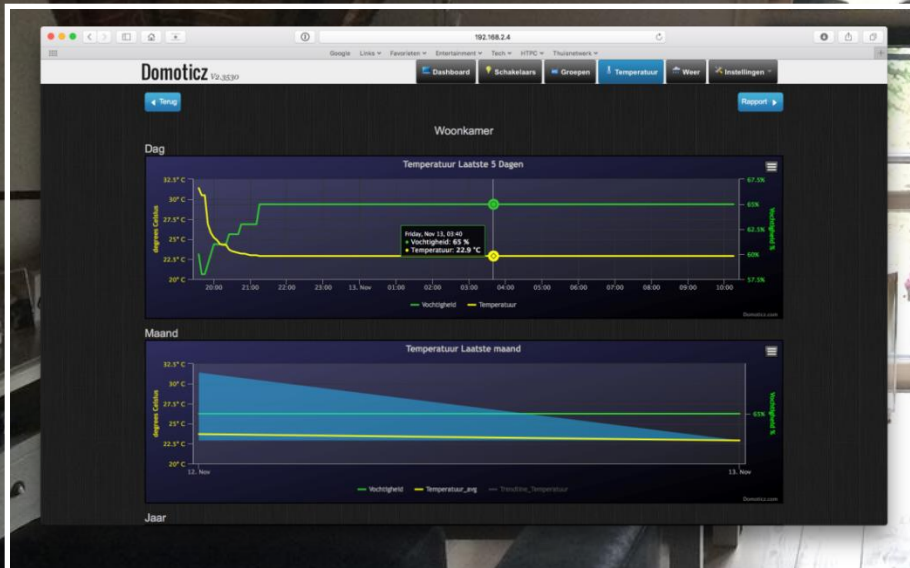 192.168.2.4
Google Links Favorieten Entertainment Tech HTPC Thuisnetwerk
Domoticz V2.3530
Dashboard Schakelaars Groepen Temperatuur Weer Instellingen
Terug
Rapport
Woonkamer
Dag
Temperatuur Laatste 5 Dagen
degrees Celsius
32.5° C
30° C
27.5° C
25° C
22.5° C
20° C
67.5%
65%
62.5%
60%
57.5%
Vochtigheid %
Friday, Nov 13, 03:40
Vochtigheid: 65 %
Temperatuur: 22.9 °C
20:00 21:00 22:00 23:00 13. Nov 01:00 02:00 03:00 04:00 05:00 06:00 07:00 08:00 09:00 10:00
Vochtigheid Temperatuur
Domoticz.com
Maand
Temperatuur Laatste maand
degrees Celsius
32.5° C
30° C
27.5° C
25° C
22.5° C
20° C
65%
Vochtigheid %
12. Nov 13. Nov
Vochtigheid Temperatuur_avg Trendline_Temperatuur
Domoticz.com
Jaar